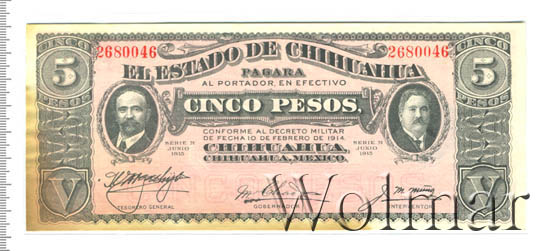 CINCO CINCO
2680046 2680046
EL ESTADO DE CHIHUAHUA
5 5
PAGARA
AL PORTADOR, EN EFECTIVO
PESOS PESOS
CINCO PESOS,
CONFORME AL DECRETO MILITAR
DE FECHA 10 DE FEBRERO DE 1914.
SERIE N SERIE N
JUNIO JUNIO
1915 1915
CHIHUAHUA,
CHIHUAHUA, MEXICO.
V V
TESORERO GENERAL GOBERNADOR INTERVENTOR
Wolmar